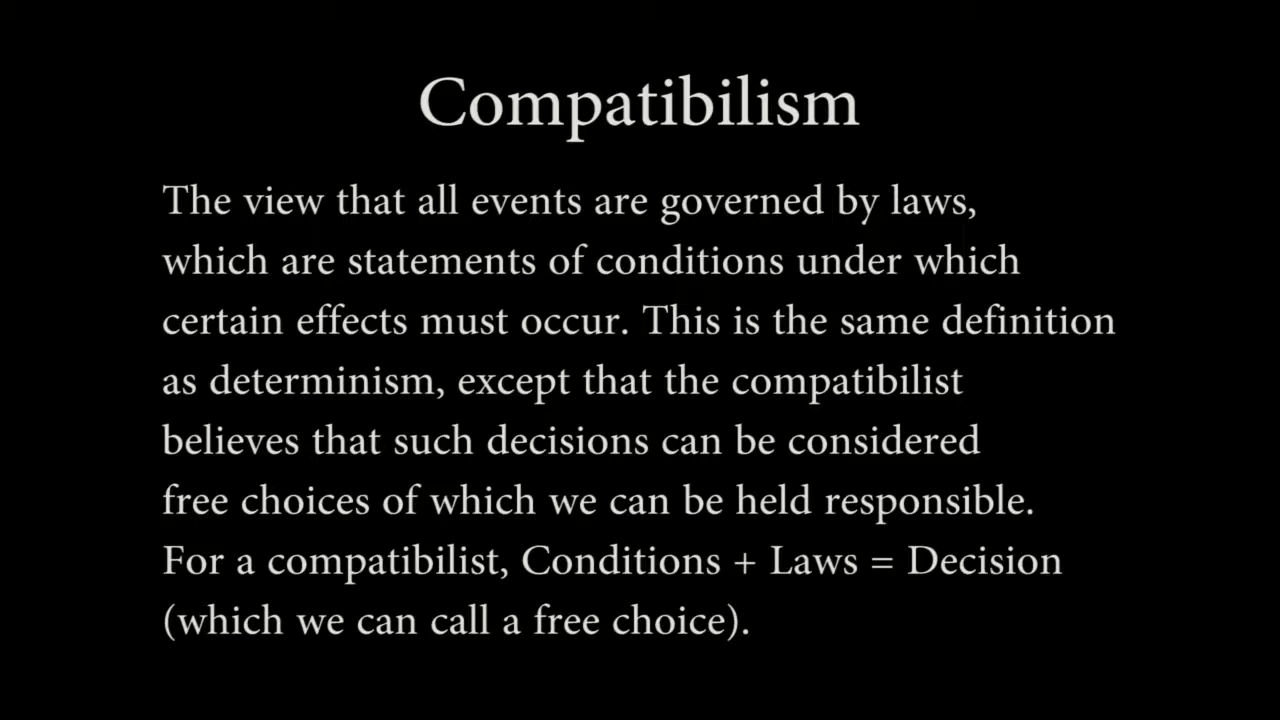 Compatibilism
The view that all events are governed by laws,
which are statements of conditions under which
certain effects must occur. This is the same definition
as determinism, except that the compatibilist
believes that such decisions can be considered
free choices of which we can be held responsible.
For a compatibilist, Conditions + Laws = Decision
(which we can call a free choice).